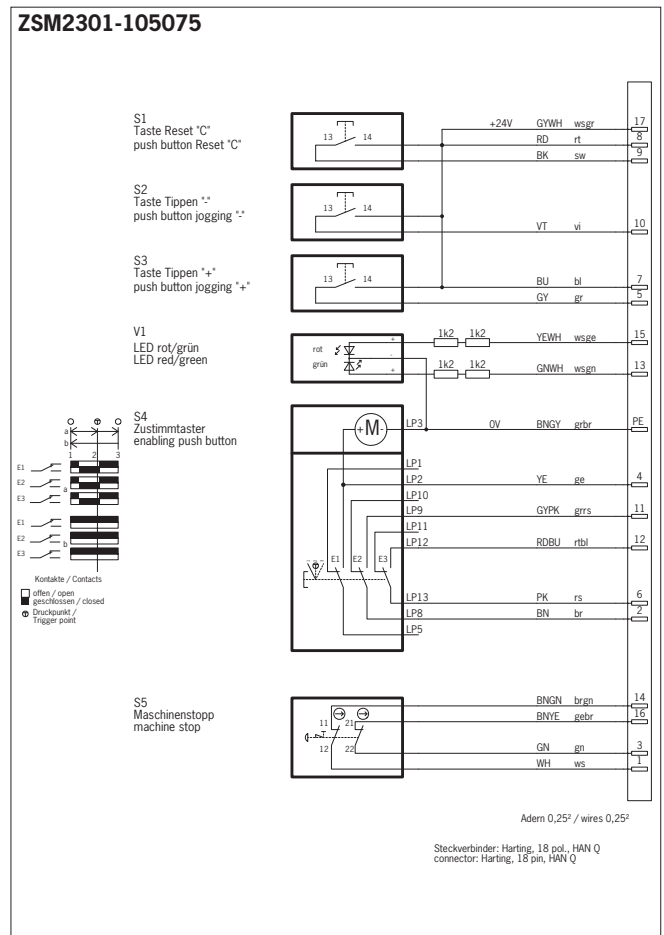 ZSM2301-105075
S1
Taste Reset "C"
push button Reset "C"
13 14
+24V GYWH wsgr 17
RD rt 8
BK sw 9
S2
Taste Tippen "-"
push button jogging "-"
13 14
VT vi 10
S3
Taste Tippen "+"
push button jogging "+"
13 14
BU bl 7
GY gr 5
V1
LED rot/grün
LED red/green
rot
grün
+
-
+
1k2 1k2 YEWH wsge 15
1k2 1k2 GNWH wsgn 13
S4
Zustimmtaster
enabling push button
+M-
LP3 0V BNGY grbr PE
LP1
LP2 YE ge 4
LP10
LP9 GYPK grrs 11
LP11
LP12 RDBU rtbl 12
E1 E2 E3
LP13 PK rs 6
LP8 BN br 2
LP5
a
b
1 2 3
E1
E2
a
E3
E1
E2
b
E3
Kontakte / Contacts
offen / open
geschlossen / closed
Druckpunkt /
Trigger point
S5
Maschinenstopp
machine stop
11 21
12 22
BNGN brgn 14
BNYE gebr 16
GN gn 3
WH ws 1
Adern 0,25² / wires 0,25²
Steckverbinder: Harting, 18 pol., HAN Q
connector: Harting, 18 pin, HAN Q